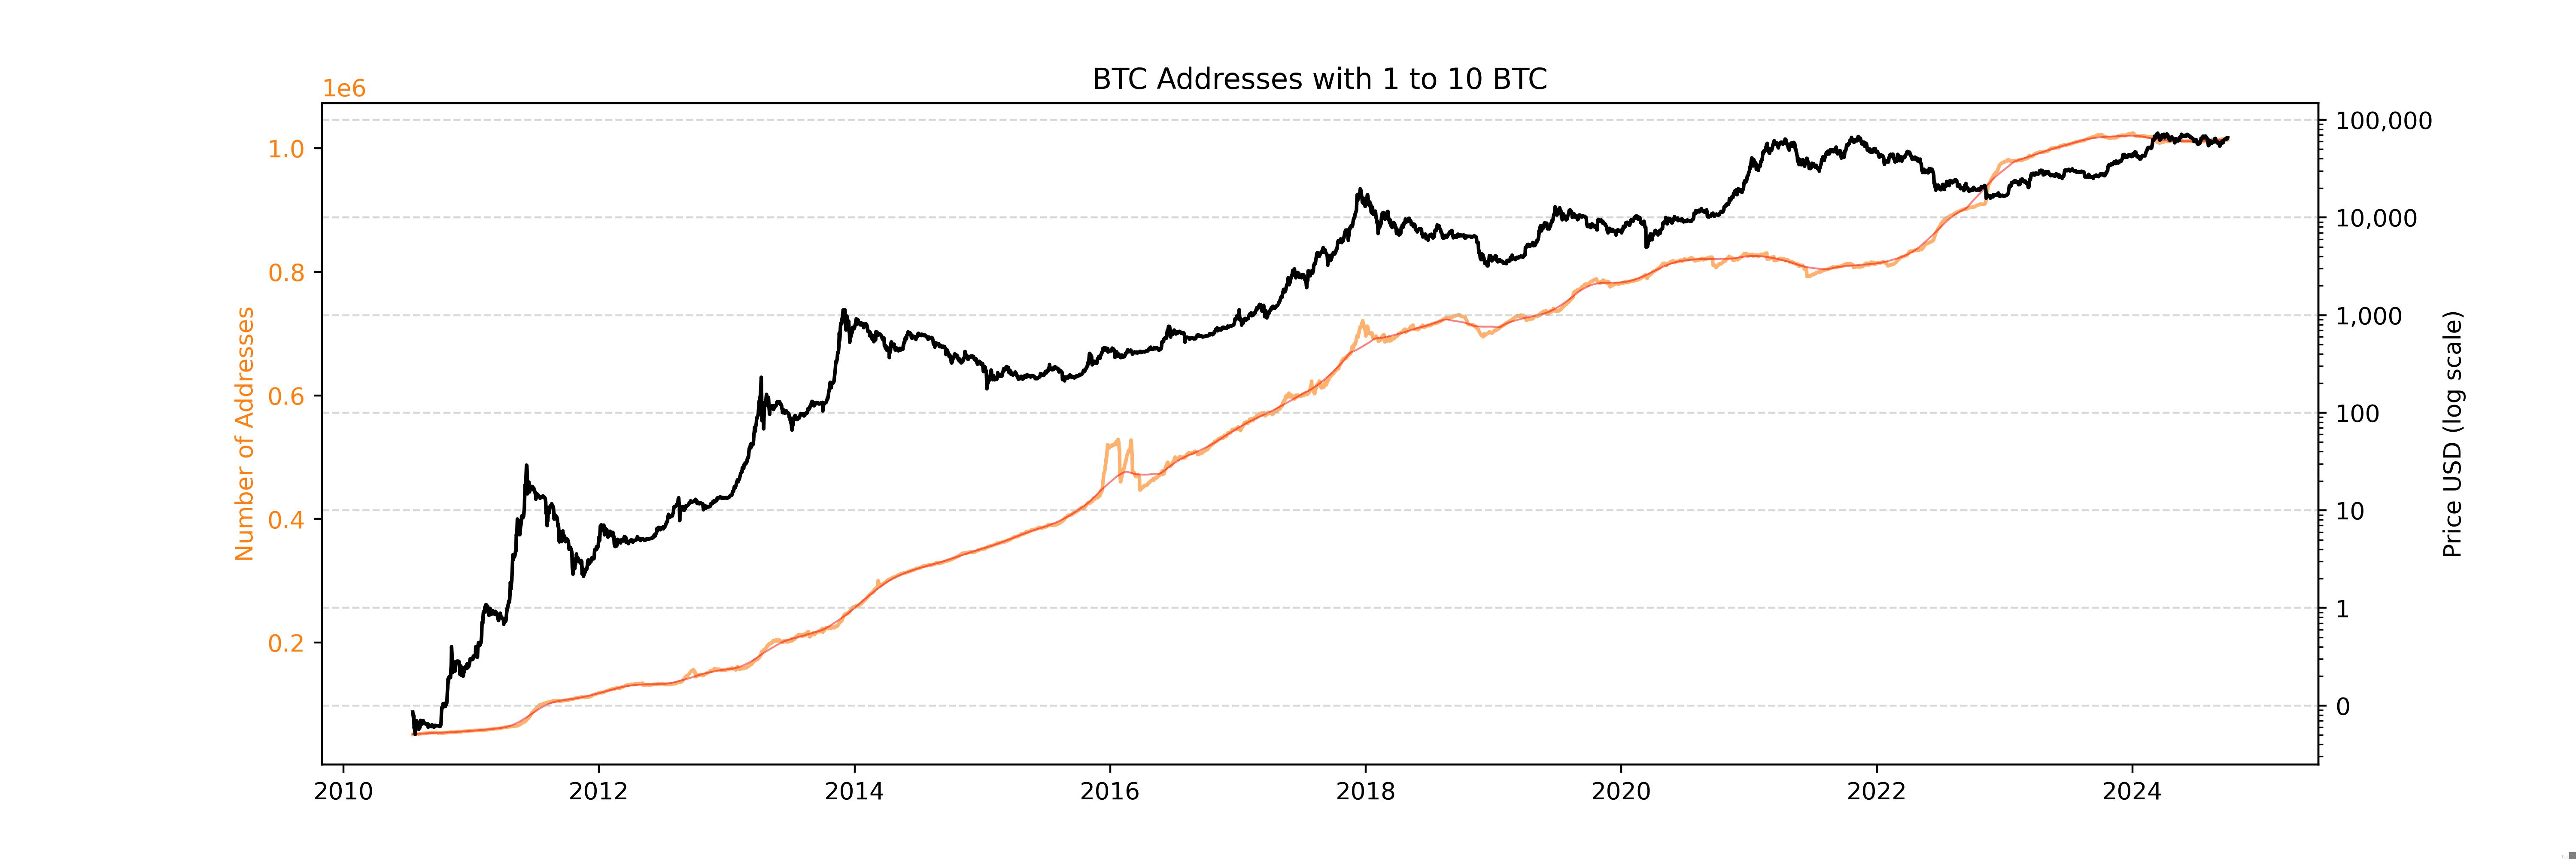 BTC Addresses with 1 to 10 BTC
1e6
1.0
0.8
0.6
0.4
0.2
Number of Addresses
100,000
10,000
1,000
100
10
1
0
Price USD (log scale)
2010 2012 2014 2016 2018 2020 2022 2024